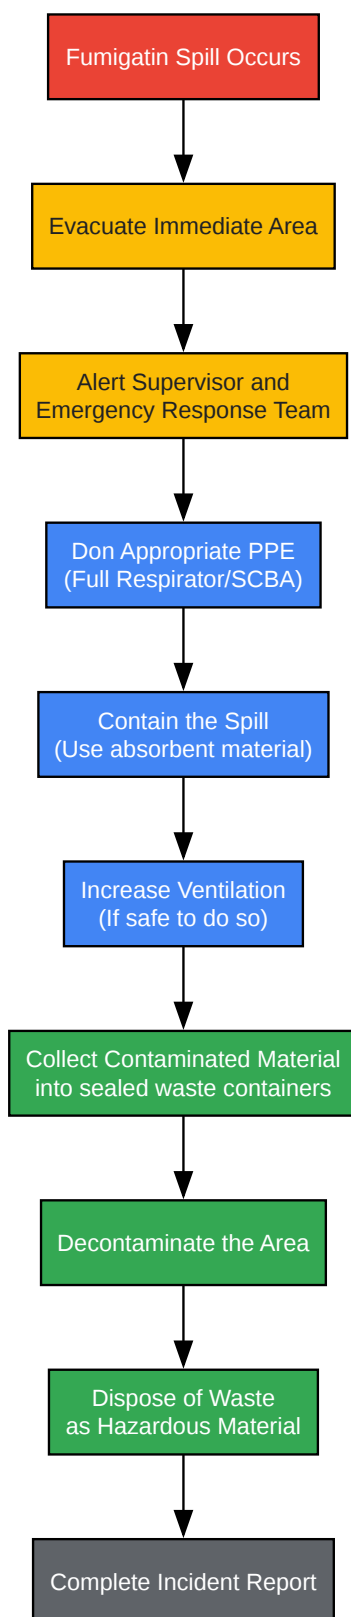 Fumigatin Spill Occurs
Evacuate Immediate Area
Alert Supervisor and
Emergency Response Team
Don Appropriate PPE
(Full Respirator/SCBA)
Contain the Spill
(Use absorbent material)
Increase Ventilation
(If safe to do so)
Collect Contaminated Material
into sealed waste containers
Decontaminate the Area
Dispose of Waste
as Hazardous Material
Complete Incident Report